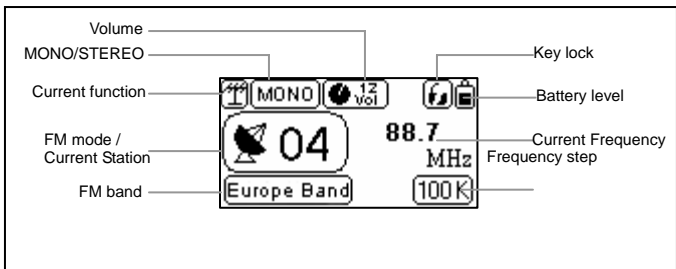 Volume
MONO/STEREO
Key lock
Current function
MONO
12
Vol
Battery level
FM mode /
Current Station
04
88.7
MHz
Current Frequency
Frequency step
FM band
Europe Band
100K